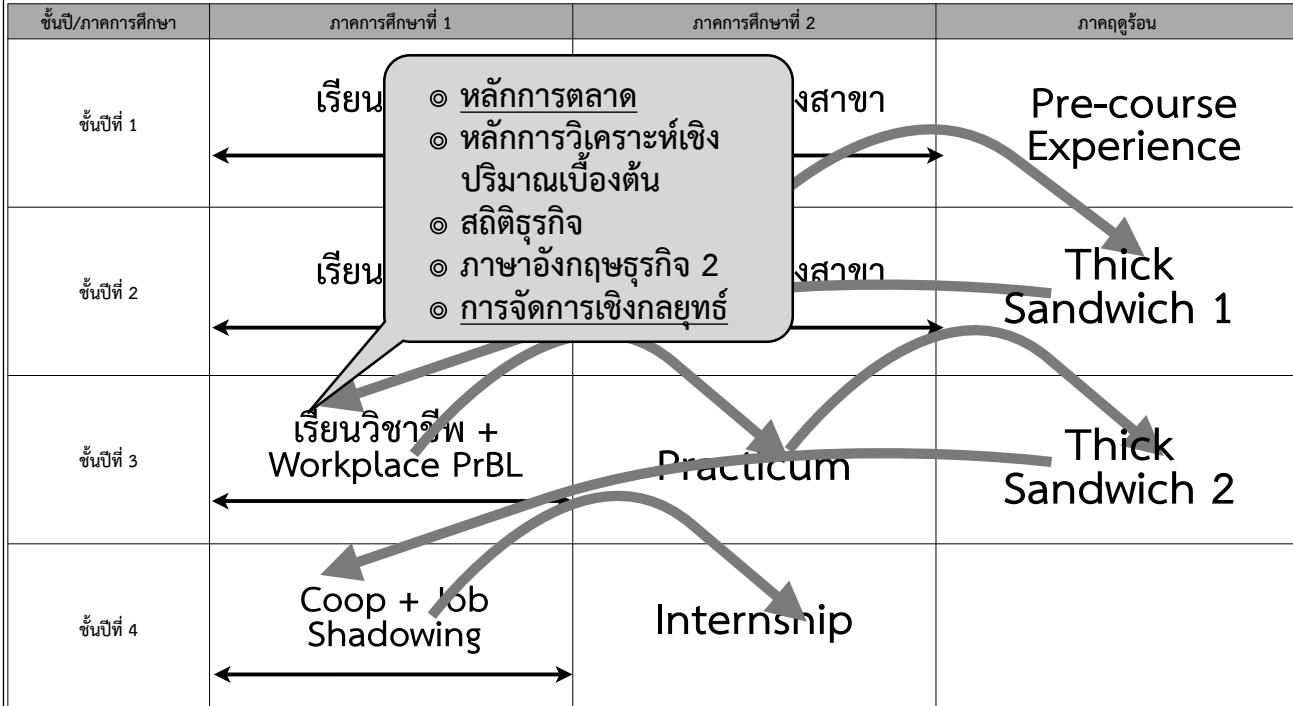 ชั้นปี/ภาคการศึกษา
ภาคการศึกษาที่ 1
ภาคการศึกษาที่ 2
ภาคฤดูร้อน
ชั้นปีที่ 1
เรียน
งสาขา
Pre-course
Experience
◎ หลักการตลาด
◎ หลักการวิเคราะห์เชิง
ปริมาณเบื้องต้น
◎ สถิติธุรกิจ
◎ ภาษาอังกฤษธุรกิจ 2
◎ การจัดการเชิงกลยุทธ์
ชั้นปีที่ 2
เรียน
งสาขา
Thick
Sandwich 1
ชั้นปีที่ 3
เรียนวิชาชีพ +
Workplace PrBL
Practicum
Thick
Sandwich 2
ชั้นปีที่ 4
Coop + Job
Shadowing
Internship